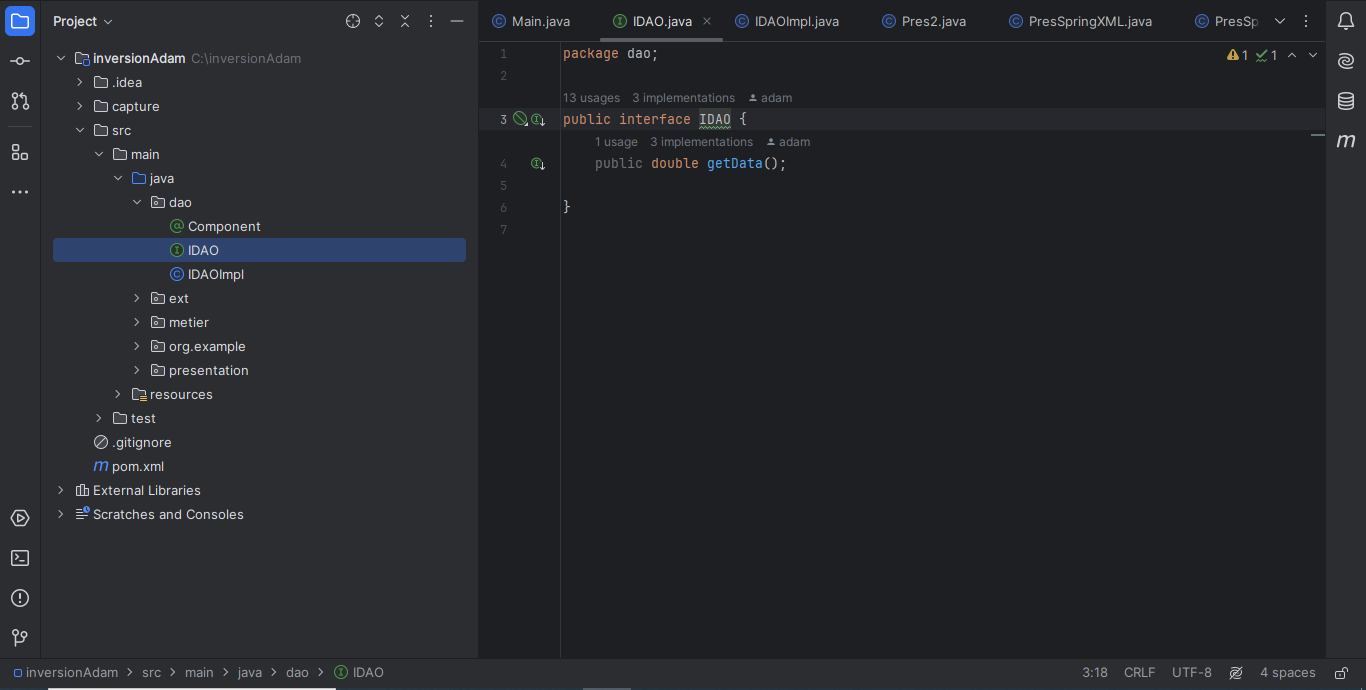 Project
Main.java
IDAO.java
IDAOImpl.java
Pres2.java
PresSpringXML.java
PresSp
inversionAdam C:\inversionAdam
.idea
capture
src
main
java
dao
Component
IDAO
IDAOImpl
ext
metier
org.example
presentation
resources
test
.gitignore
pom.xml
External Libraries
Scratches and Consoles
1 package dao;
1 1
2
13 usages 3 implementations adam
3 public interface IDAO {
1 usage 3 implementations adam
4 public double getData();
5
6 }
7
inversionAdam > src > main > java > dao > IDAO
3:18 CRLF UTF-8 4 spaces